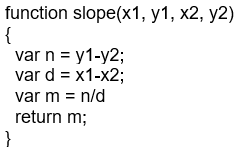 function slope(x1, y1, x2, y2)
{
var n = y1-y2;
var d = x1-x2;
var m = n/d
return m;
}